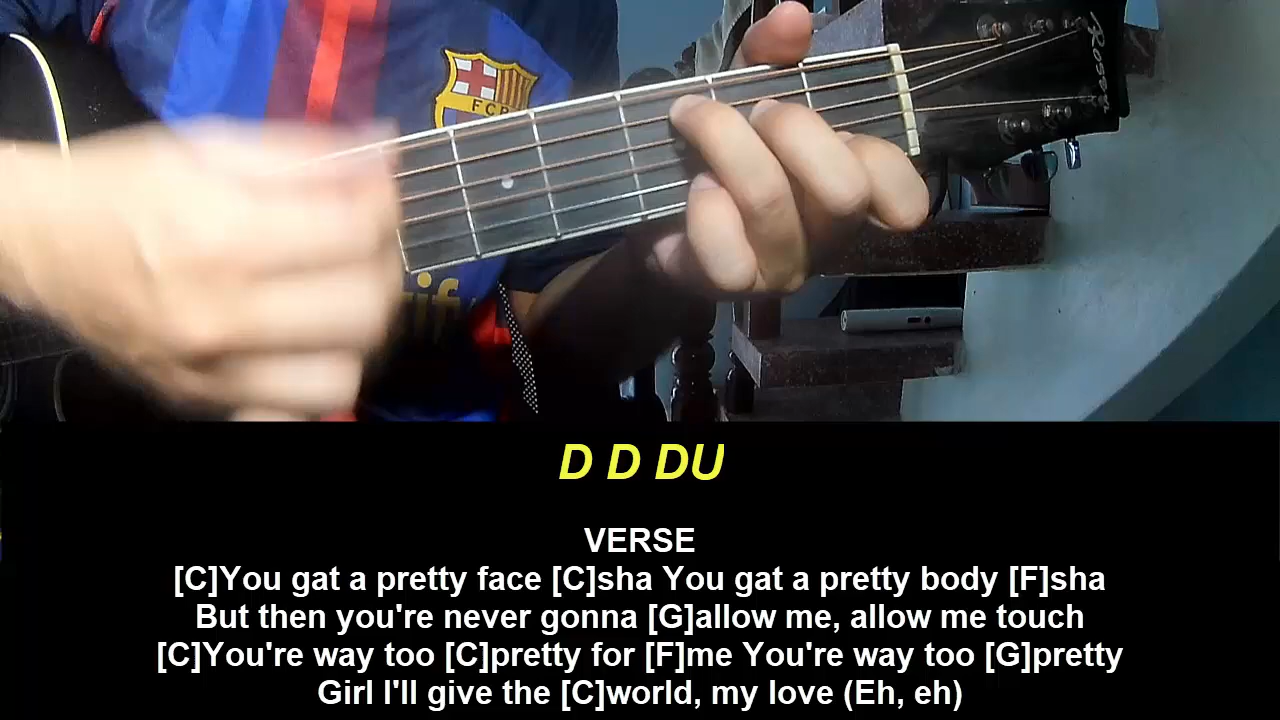 FCB
Rosen
D D DU
VERSE
[C]You gat a pretty face [C]sha You gat a pretty body [F]sha
But then you're never gonna [G]allow me, allow me touch
[C]You're way too [C]pretty for [F]me You're way too [G]pretty
Girl I'll give the [C]world, my love (Eh, eh)